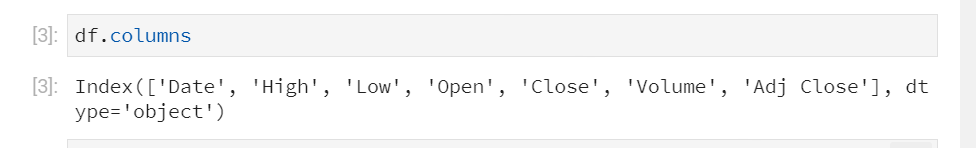 [3]: df.columns
[3]: Index(['Date', 'High', 'Low', 'Open', 'Close', 'Volume', 'Adj Close'], dt
ype='object')